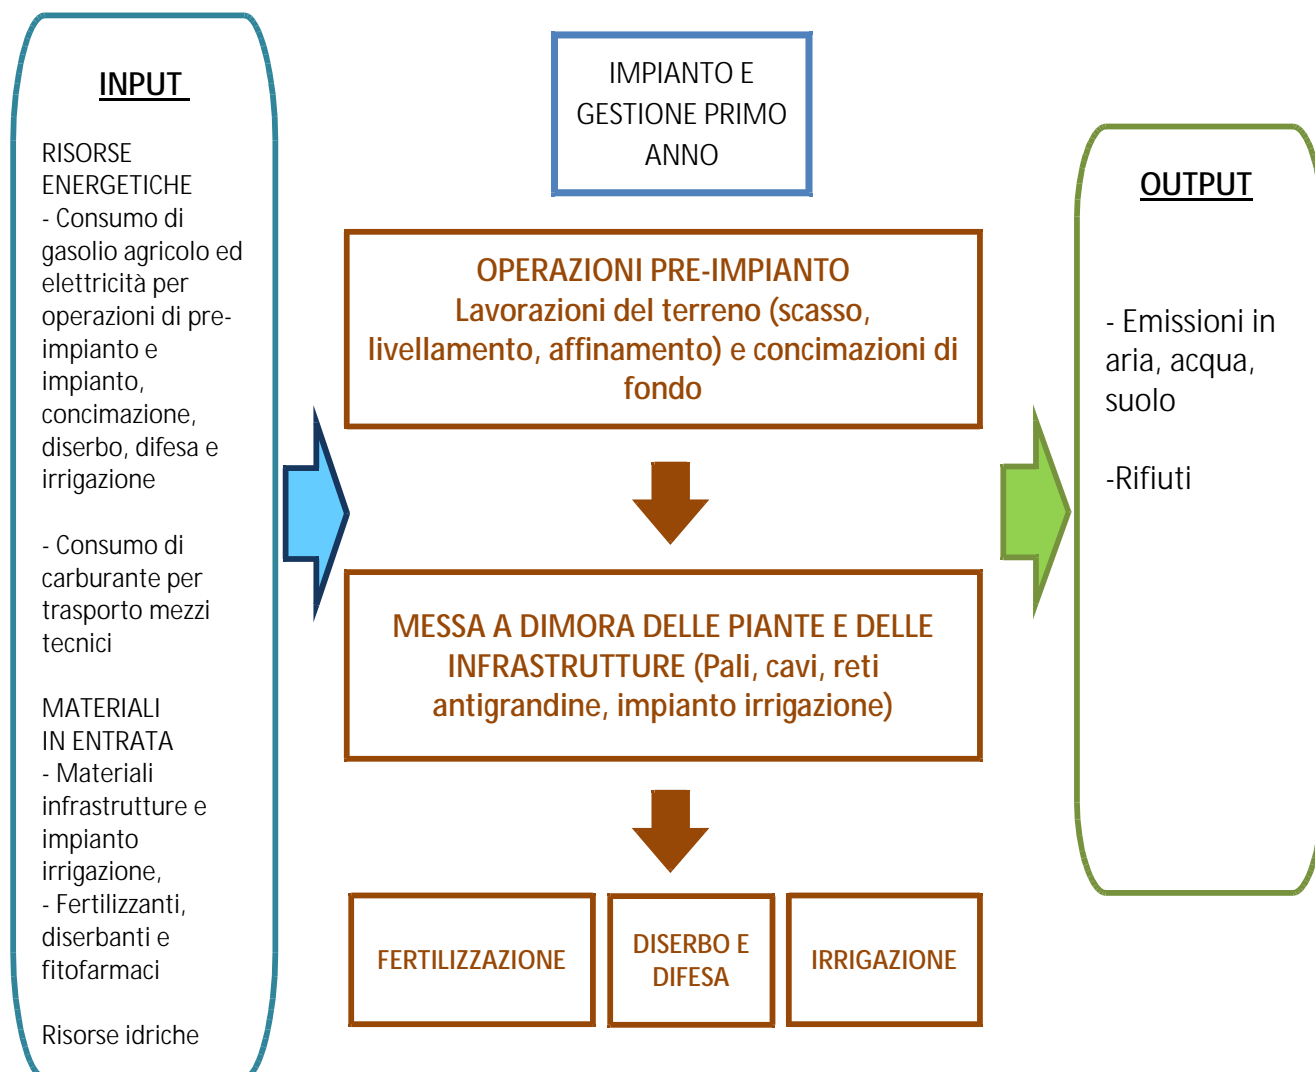 INPUT
RISORSE
ENERGETICHE
- Consumo di
gasolio agricolo ed
elettricità per
operazioni di pre-
impianto e
impianto,
concimazione,
diserbo, difesa e
irrigazione
- Consumo di
carburante per
trasporto mezzi
tecnici
MATERIALI
IN ENTRATA
- Materiali
infrastrutture e
impianto
irrigazione,
- Fertilizzanti,
diserbanti e
fitofarmaci
Risorse idriche
IMPIANTO E
GESTIONE PRIMO
ANNO
OPERAZIONI PRE-IMPIANTO
Lavorazioni del terreno (scasso,
livellamento, affinamento) e concimazioni di
fondo
MESSA A DIMORA DELLE PIANTE E DELLE
INFRASTRUTTURE (Pali, cavi, reti
antigrandine, impianto irrigazione)
FERTILIZZAZIONE
DISERBO E
DIFESA
IRRIGAZIONE
OUTPUT
- Emissioni in
aria, acqua,
suolo
-Rifiuti